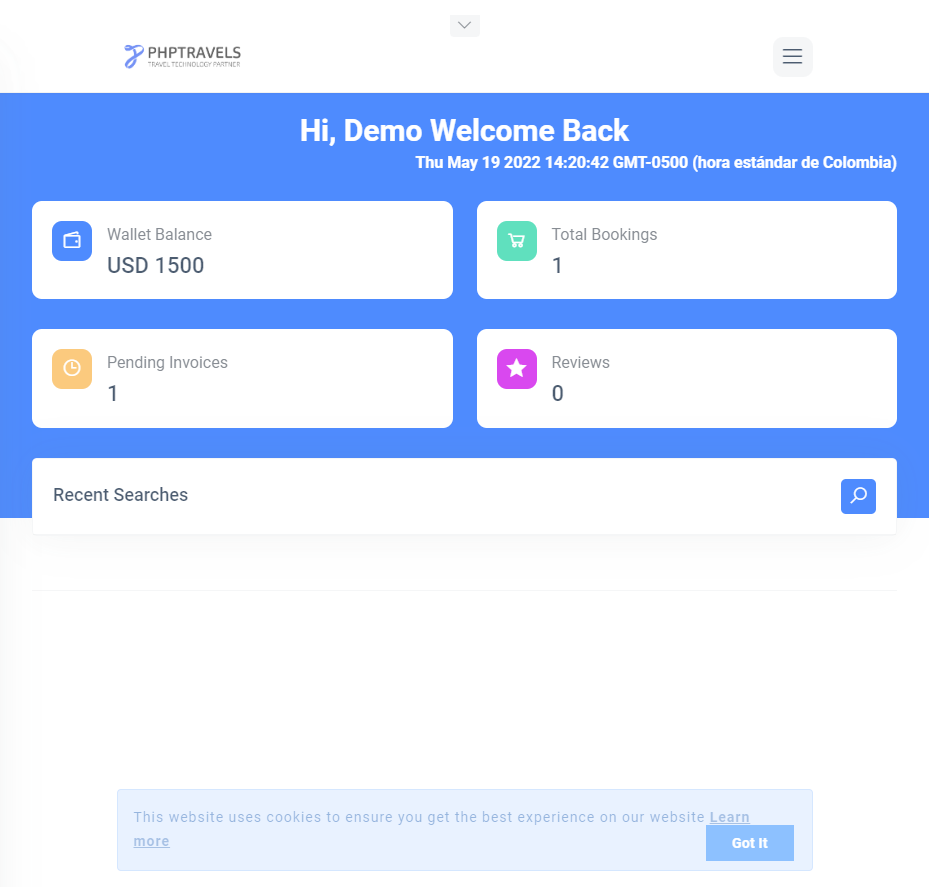 PHPTRAVELS
TRAVEL TECHNOLOGY PARTNER
Hi, Demo Welcome Back
Thu May 19 2022 14:20:42 GMT-0500 (hora estándar de Colombia)
Wallet Balance
USD 1500
Total Bookings
1
Pending Invoices
1
Reviews
0
Recent Searches
This website uses cookies to ensure you get the best experience on our website Learn
more
Got It